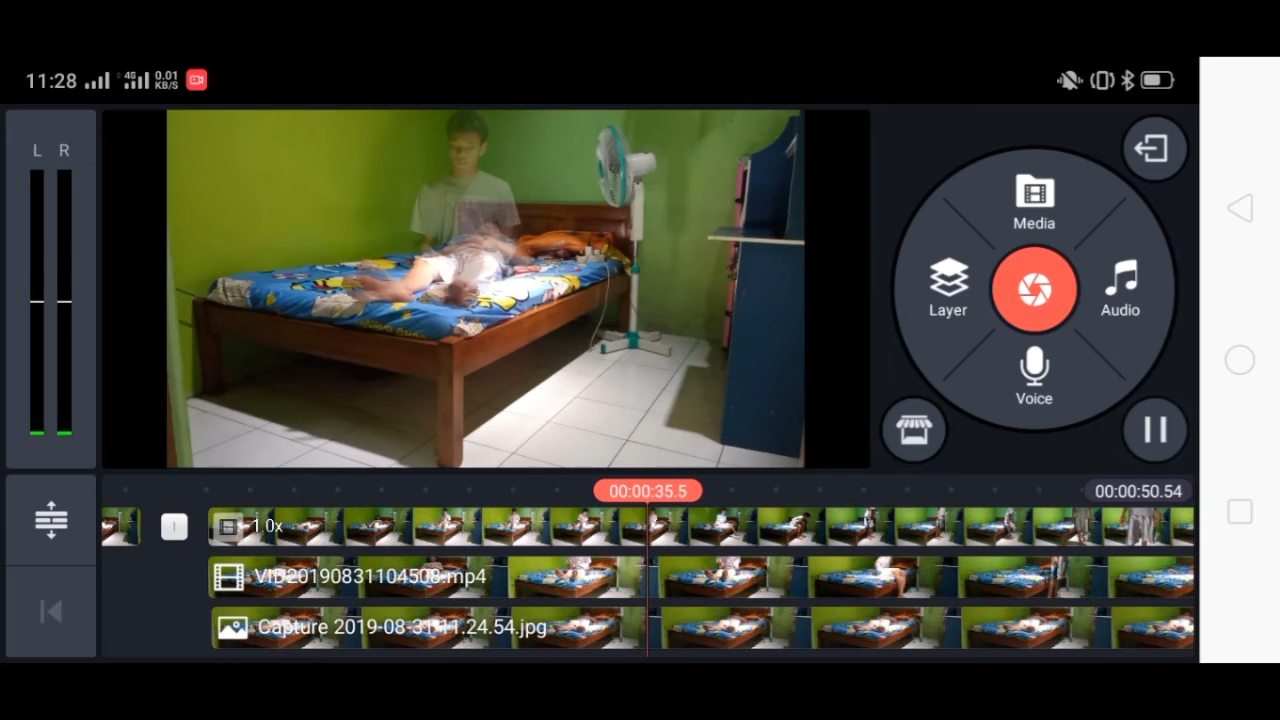 11:28 4G 0.01 KB/S
L R
Media
Layer
Audio
Voice
00:00:35.5
00:00:50.54
1.0x
VID20190831104508.mp4
Capture 2019-08-31 11.24.54.jpg